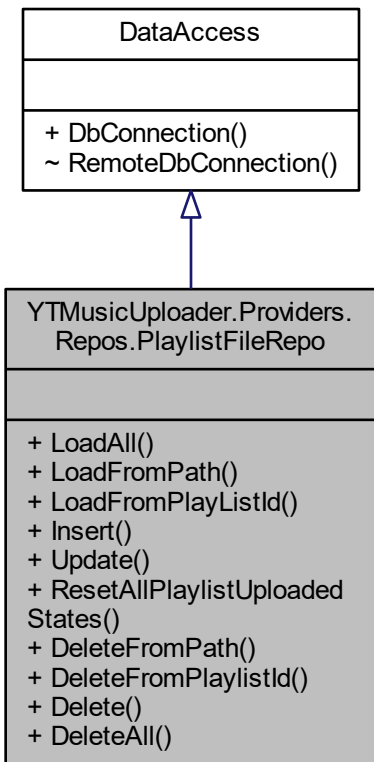 DataAccess
+ DbConnection()
~ RemoteDbConnection()
YTMusicUploader.Providers.
Repos.PlaylistFileRepo
+ LoadAll()
+ LoadFromPath()
+ LoadFromPlayListId()
+ Insert()
+ Update()
+ ResetAllPlaylistUploaded
States()
+ DeleteFromPath()
+ DeleteFromPlaylistId()
+ Delete()
+ DeleteAll()